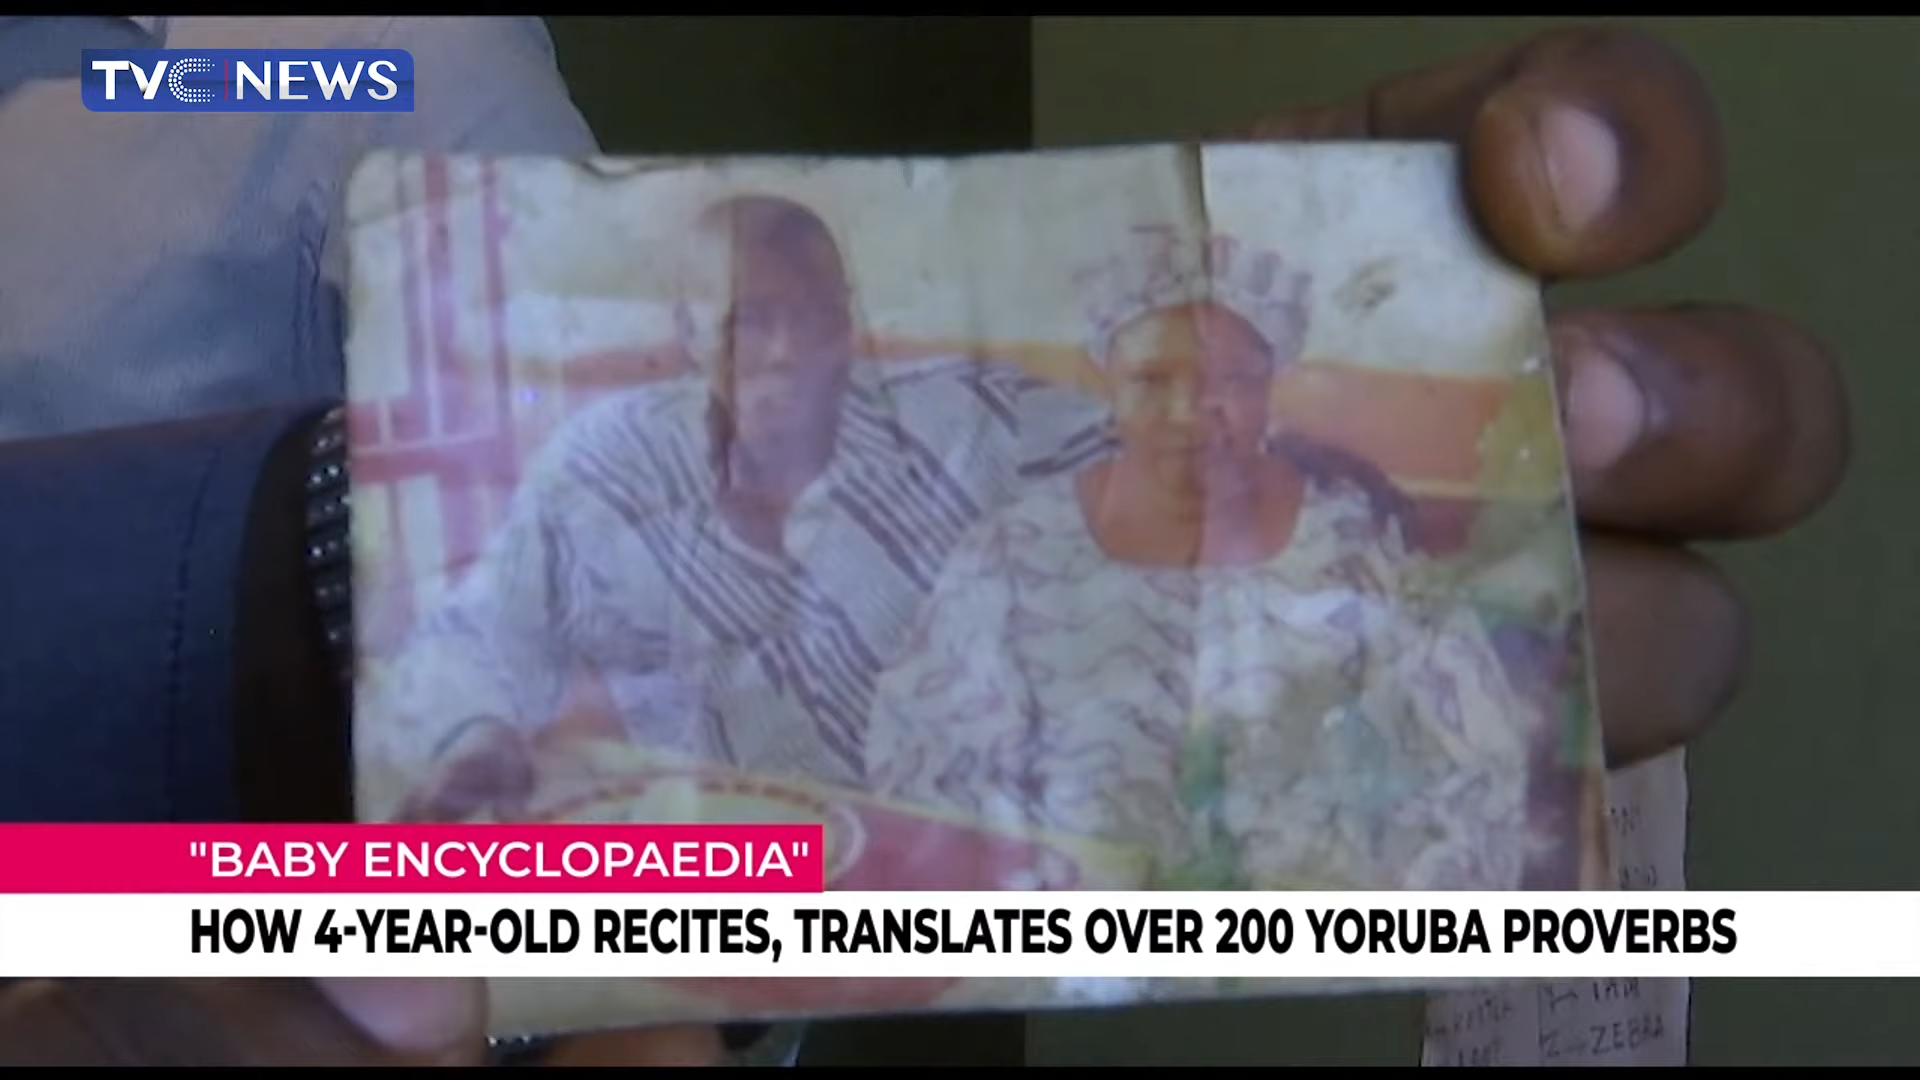 TVC NEWS
"BABY ENCYCLOPAEDIA"
HOW 4-YEAR-OLD RECITES, TRANSLATES OVER 200 YORUBA PROVERBS
Z ZEBRA